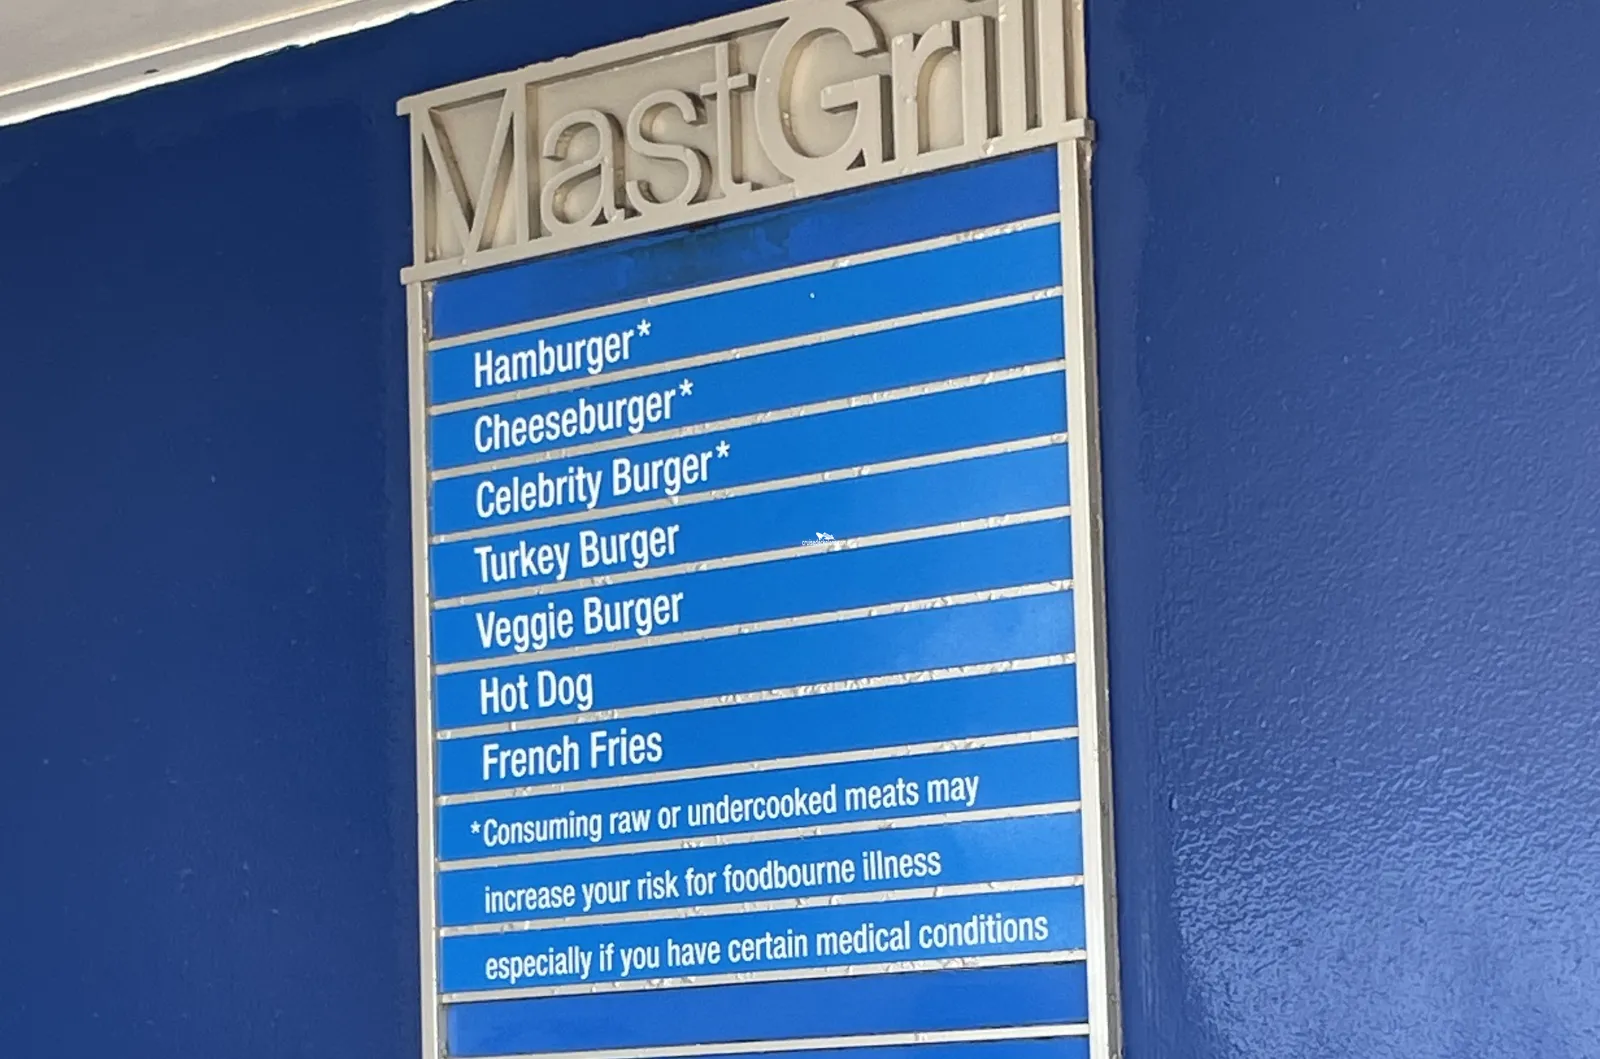 MastGrill
Hamburger*
Cheeseburger*
Celebrity Burger*
Turkey Burger
Veggie Burger
Hot Dog
French Fries
*Consuming raw or undercooked meats may
increase your risk for foodbourne illness
especially if you have certain medical conditions